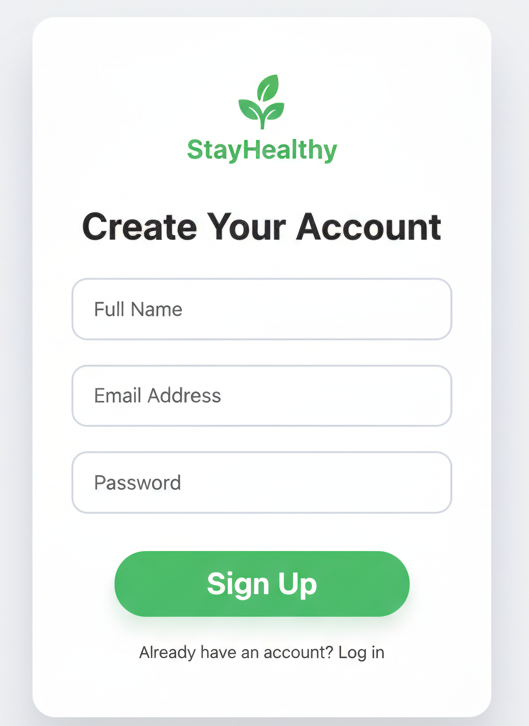 StayHealthy
Create Your Account
Full Name
Email Address
Password
Sign Up
Already have an account? Log in